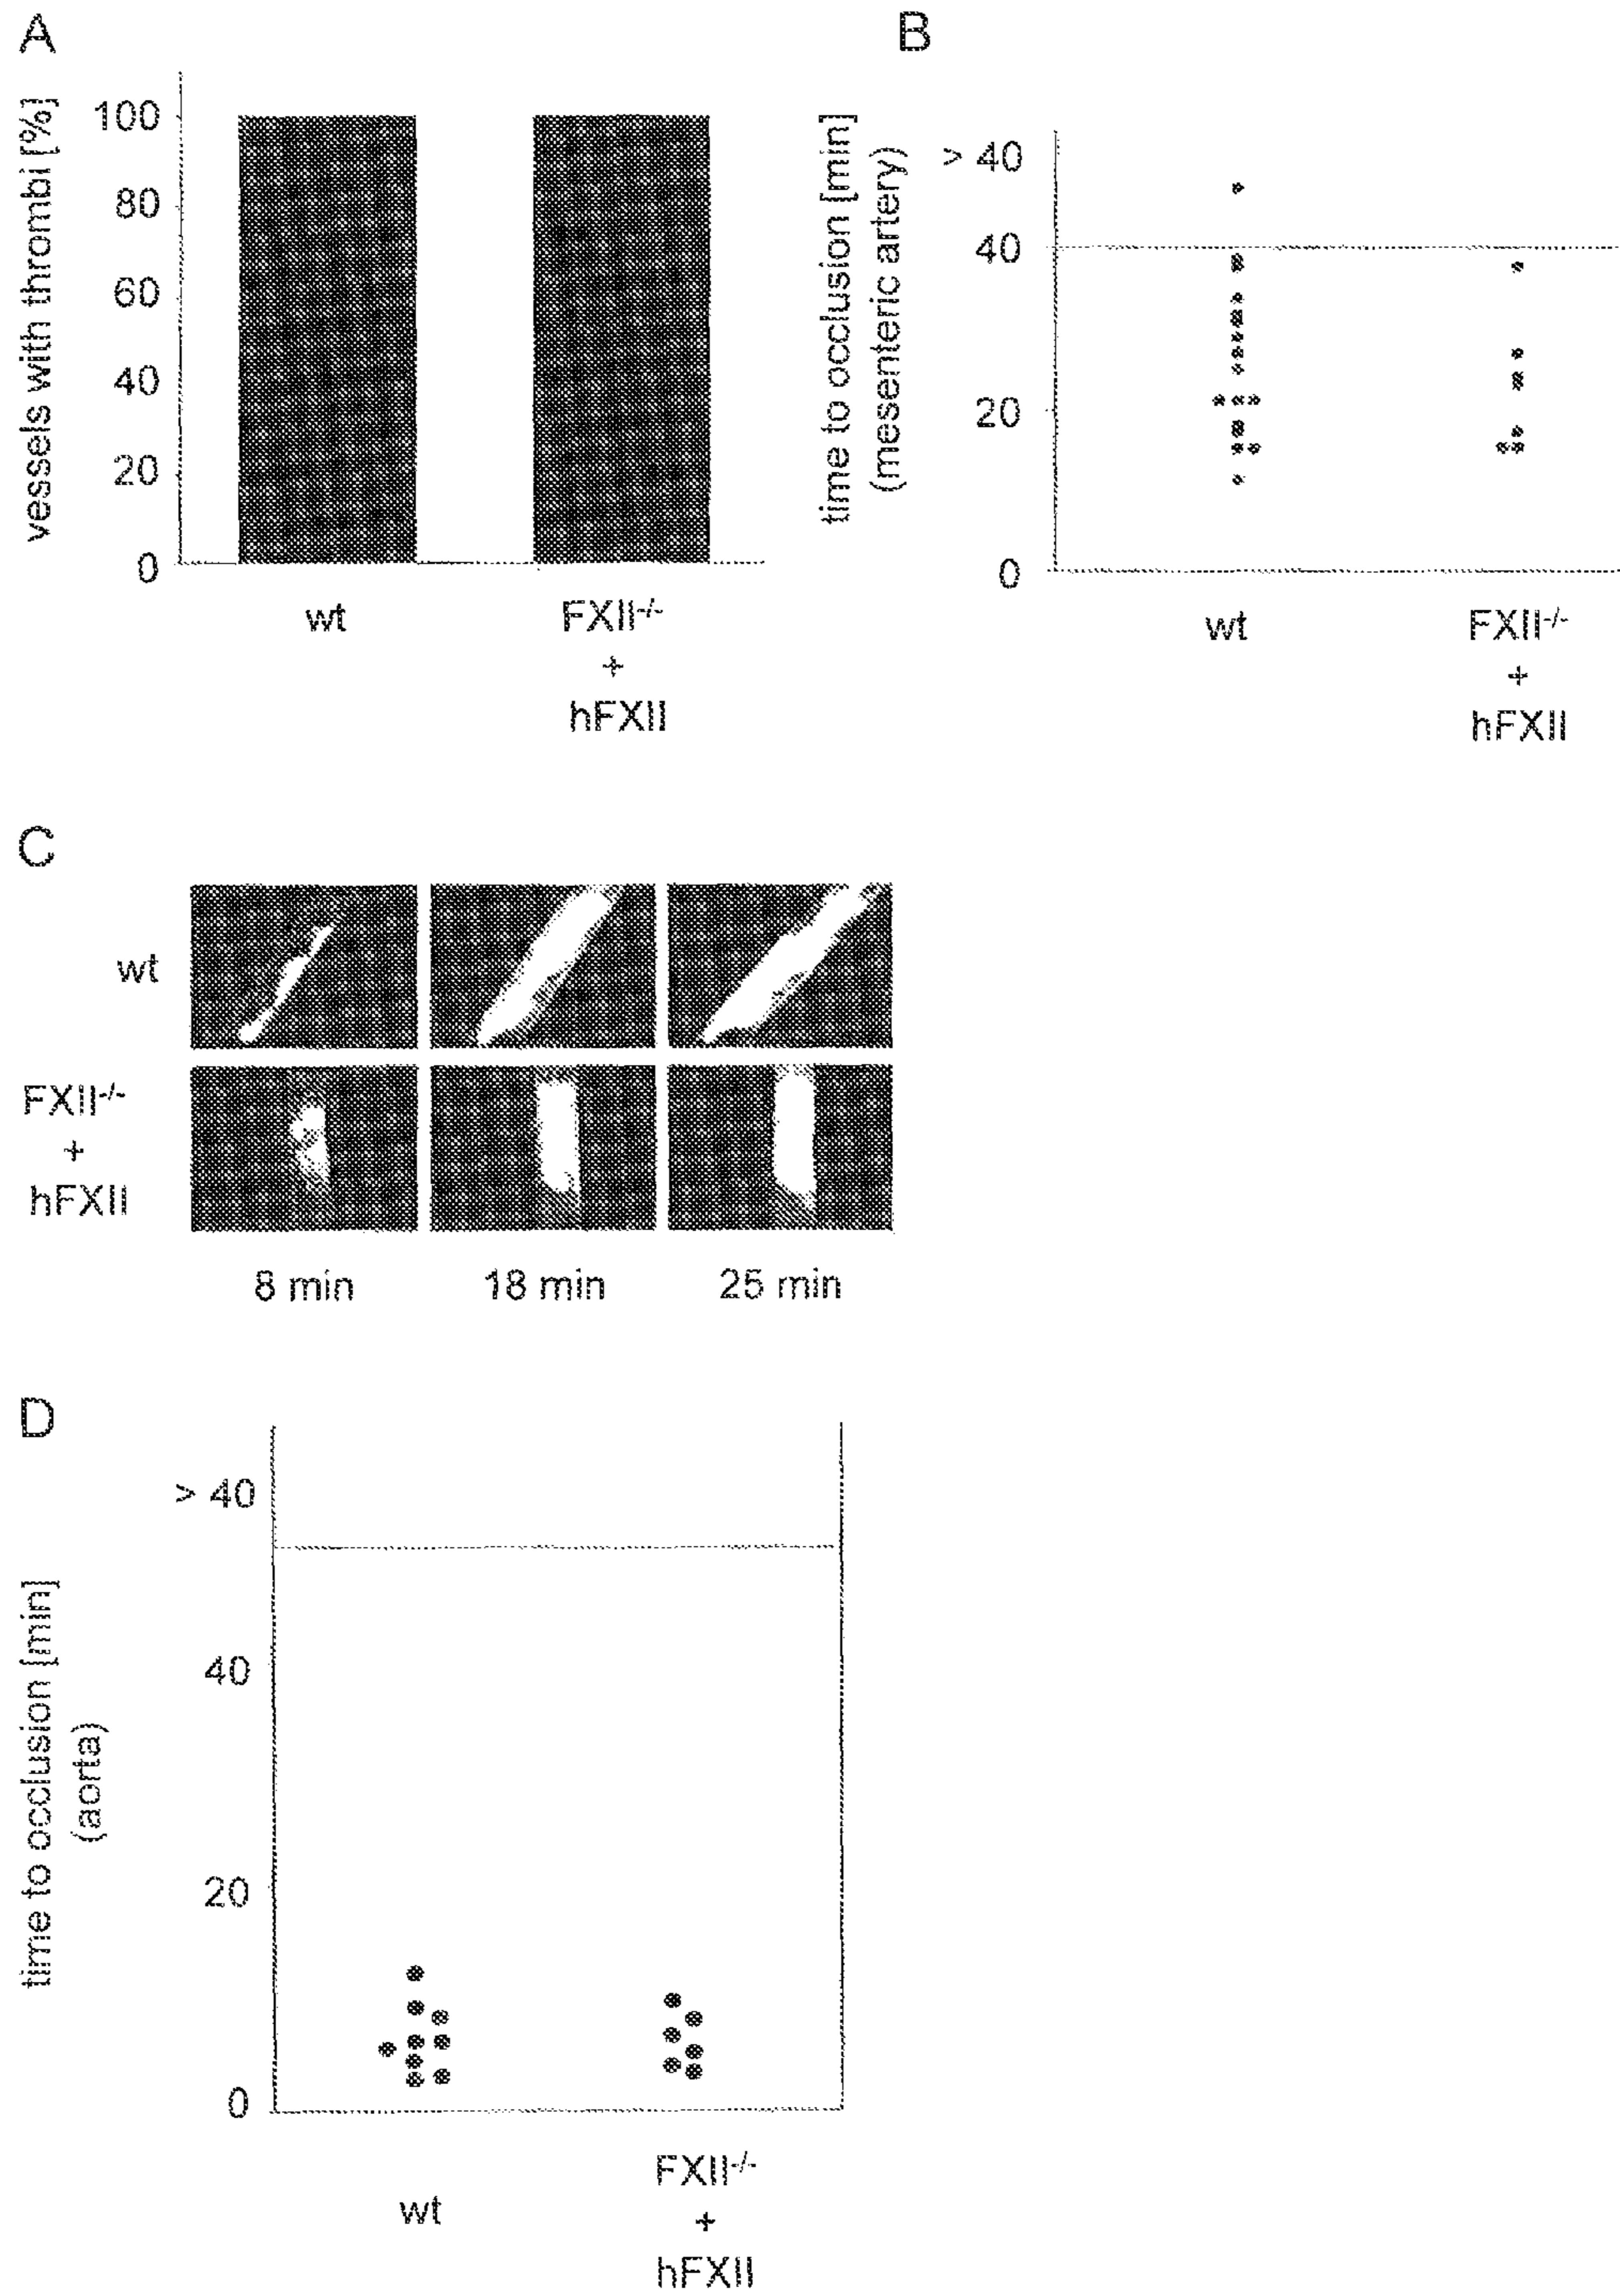 A
vessels with thrombi [%]
100
80
60
40
20
0
wt
FXII-/-
+
hFXII
B
time to occlusion [min]
(mesenteric artery)
> 40
40
20
0
wt
FXII-/-
+
hFXII
C
wt
FXII-/-
+
hFXII
8 min
18 min
25 min
D
time to occlusion [min]
(aorta)
> 40
40
20
0
wt
FXII-/-
+
hFXII